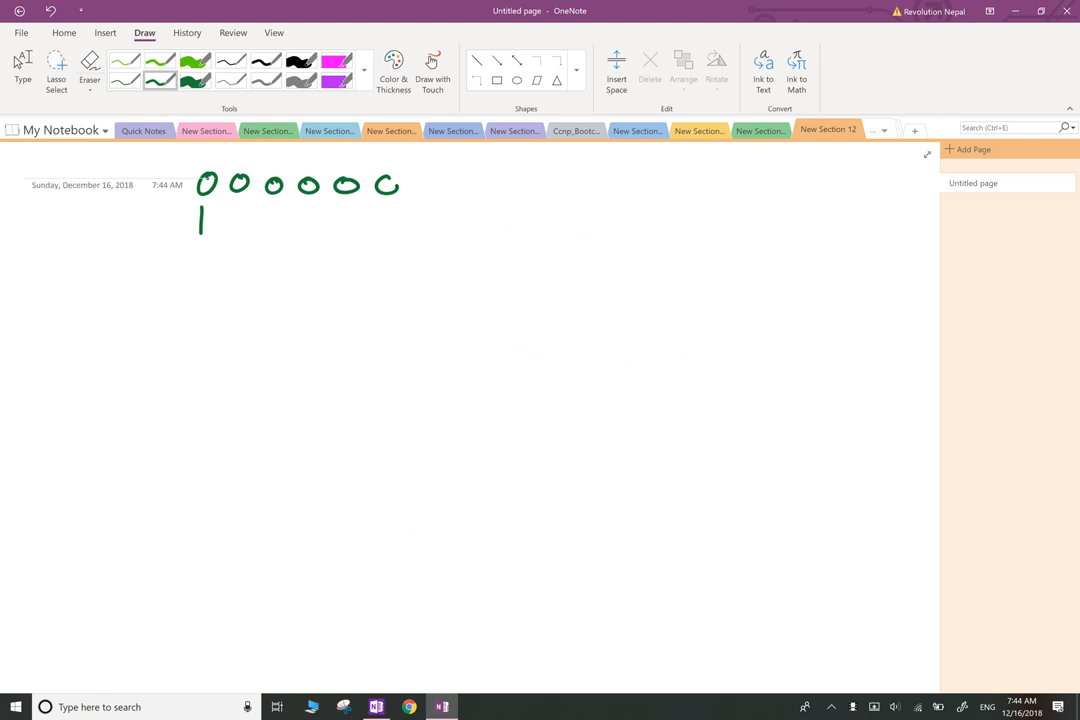 Untitled page - OneNote
Revolution Nepal
File Home Insert Draw History Review View
Type
Lasso Select
Eraser
Color & Thickness
Draw with Touch
Insert Space
Delete
Arrange
Rotate
Ink to Text
Ink to Math
Tools
Shapes
Edit
Convert
My Notebook
Quick Notes
New Section...
New Section...
New Section...
New Section...
New Section...
New Section...
Ccnp_Bootc...
New Section...
New Section...
New Section...
New Section 12
...
Search (Ctrl+E)
Add Page
Untitled page
Sunday, December 16, 2018 7:44 AM
0 0 0 0 0 C
1
Type here to search
ENG
7:44 AM
12/16/2018